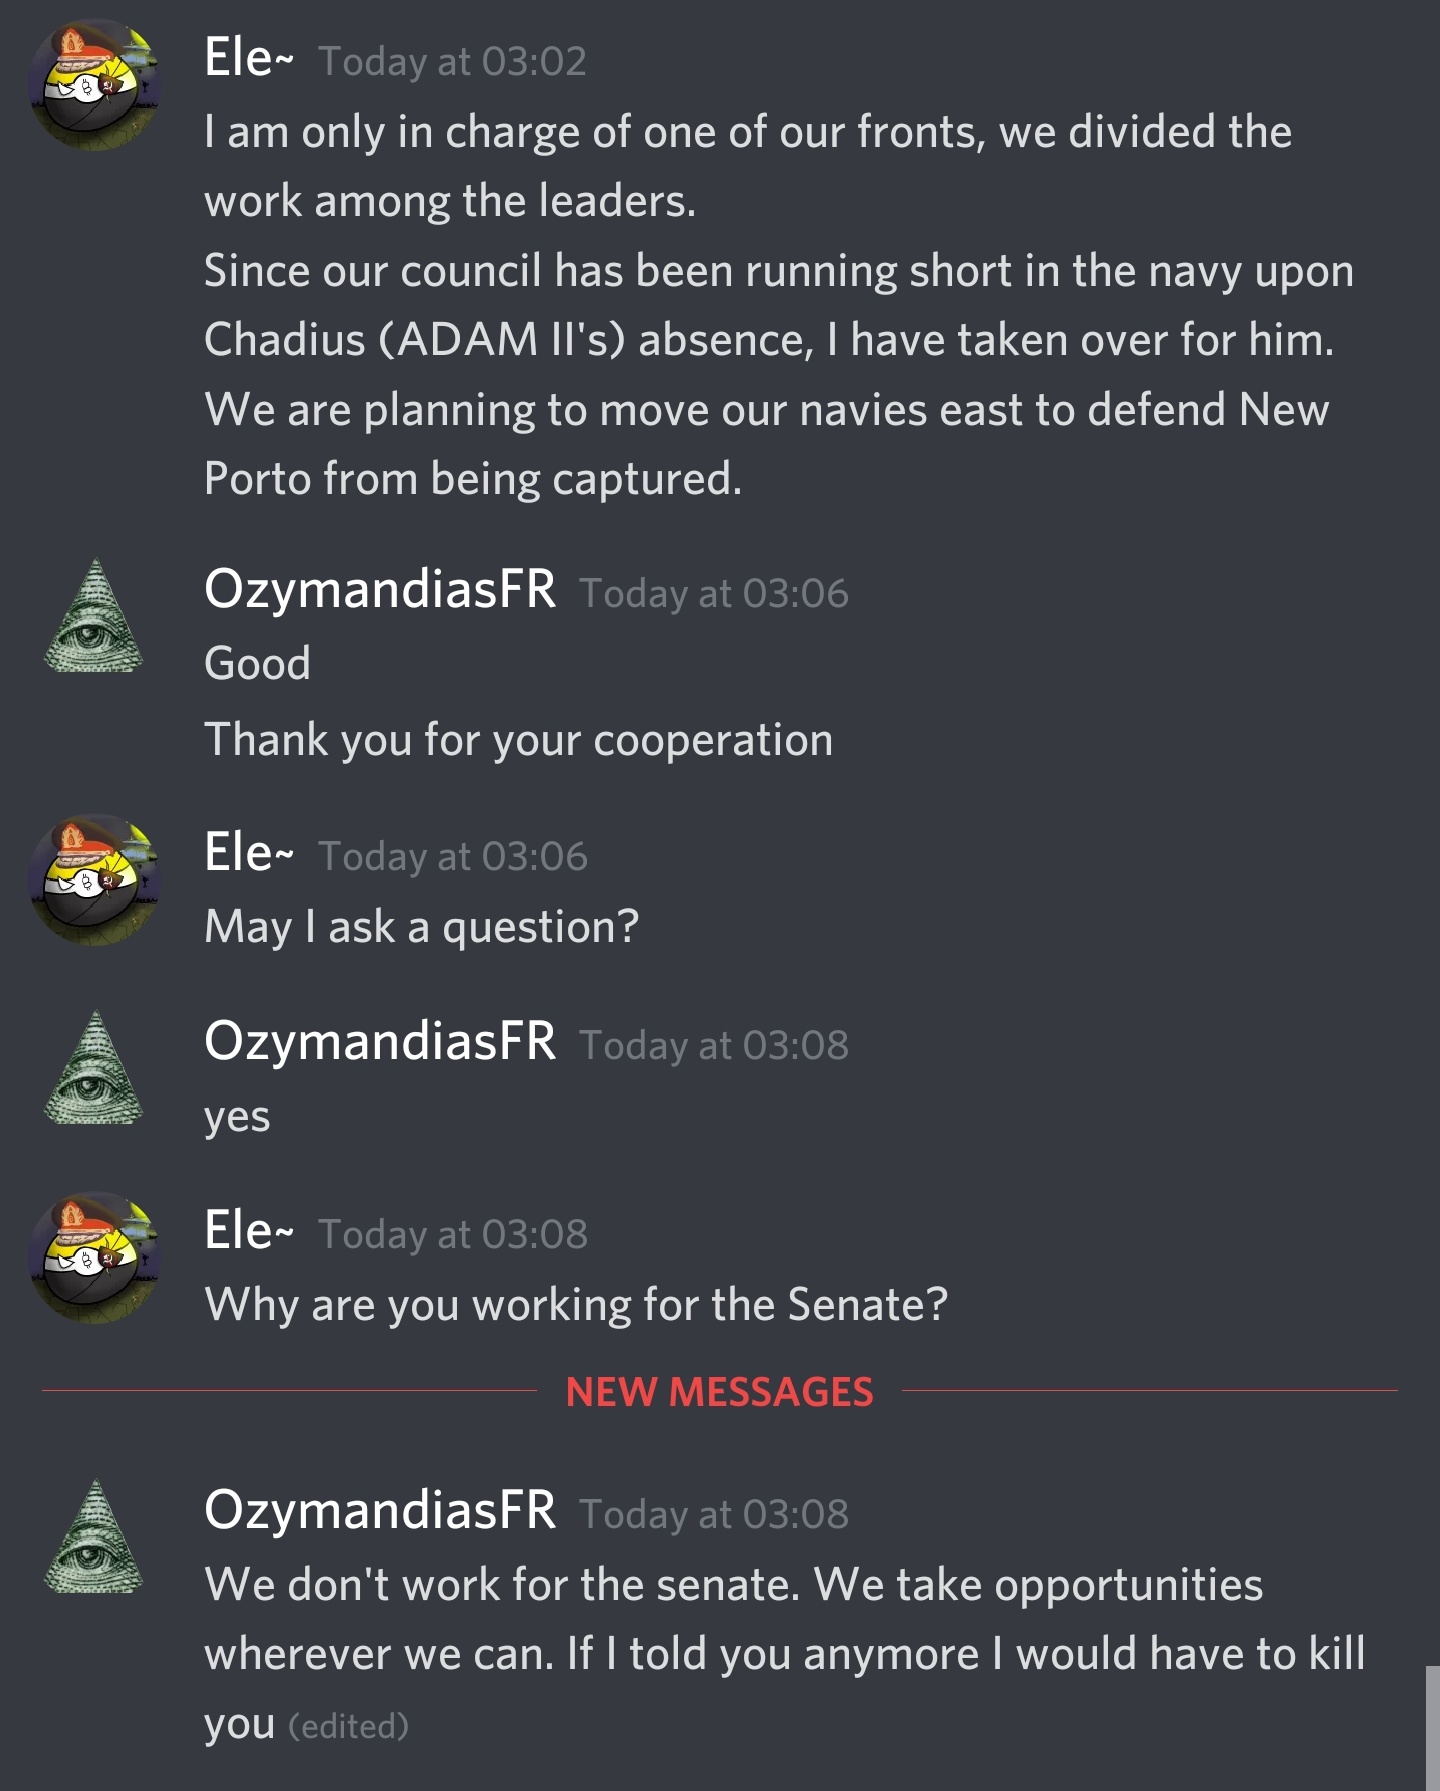 Ele~ Today at 03:02
I am only in charge of one of our fronts, we divided the
work among the leaders.
Since our council has been running short in the navy upon
Chadius (ADAM II's) absence, I have taken over for him.
We are planning to move our navies east to defend New
Porto from being captured.
OzymandiasFR Today at 03:06
Good
Thank you for your cooperation
Ele~ Today at 03:06
May I ask a question?
OzymandiasFR Today at 03:08
yes
Ele~ Today at 03:08
Why are you working for the Senate?
NEW MESSAGES
OzymandiasFR Today at 03:08
We don't work for the senate. We take opportunities
wherever we can. If I told you anymore I would have to kill
you (edited)